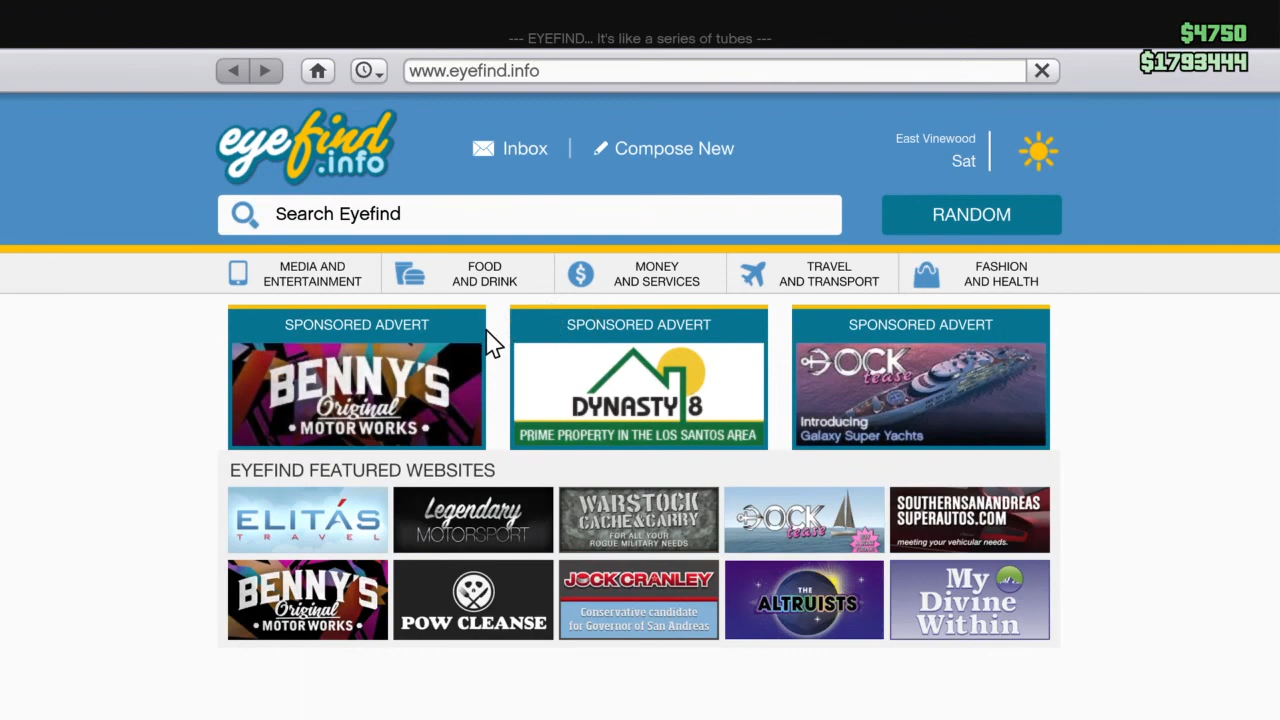 --- EYEFIND... It's like a series of tubes ---
$4750
$1793444
www.eyefind.info
eyefind
.info
Inbox
Compose New
East Vinewood
Sat
Search Eyefind
RANDOM
MEDIA AND
ENTERTAINMENT
FOOD
AND DRINK
MONEY
AND SERVICES
TRAVEL
AND TRANSPORT
FASHION
AND HEALTH
SPONSORED ADVERT
BENNY'S
Original
• MOTOR WORKS •
SPONSORED ADVERT
DYNASTY 8
PRIME PROPERTY IN THE LOS SANTOS AREA
SPONSORED ADVERT
DOCK
tease
Introducing
Galaxy Super Yachts
EYEFIND FEATURED WEBSITES
ELITÁS
TRAVEL
Legendary
MOTORSPORT
WARSTOCK
CACHE & CARRY
FOR ALL YOUR
ROGUE MILITARY NEEDS
DOCK
tease
SOUTHERNSANANDREAS
SUPERAUTOS.COM
meeting your vehicular needs.
BENNY'S
Original
• MOTOR WORKS •
POW CLEANSE
JOCK CRANLEY
Conservative candidate
for Governor of San Andreas
THE
ALTRUISTS
My
Divine
Within